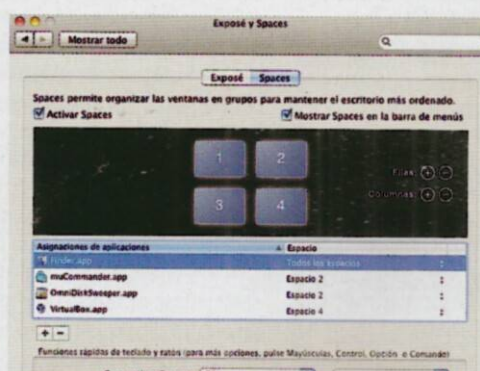 Exposé y Spaces
Mostrar todo
Exposé Spaces
Spaces permite organizar las ventanas en grupos para mantener el escritorio más ordenado.
Activar Spaces
Mostrar Spaces en la barra de menús
1 2
Filas:
Columnas:
3 4
Asignaciones de aplicaciones Espacio
Finder.app Todos los Espacios
muCommander.app Espacio 2
OmniDiskSweeper.app Espacio 2
VirtualBox.app Espacio 4
+ −
Funciones rápidas de teclado y ratón (para más opciones, pulse Mayúsculas, Control, Opción o Comando)